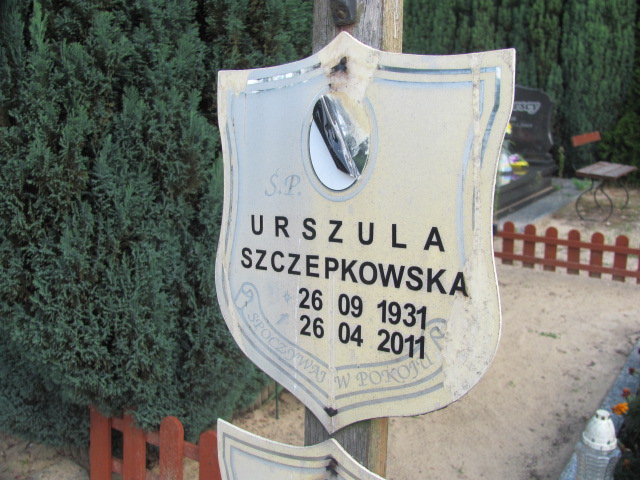 Ś.P.
URSZULA
SZCZEPKOWSKA
26 09 1931
26 04 2011
SPOCZYWAJ W POKOJU